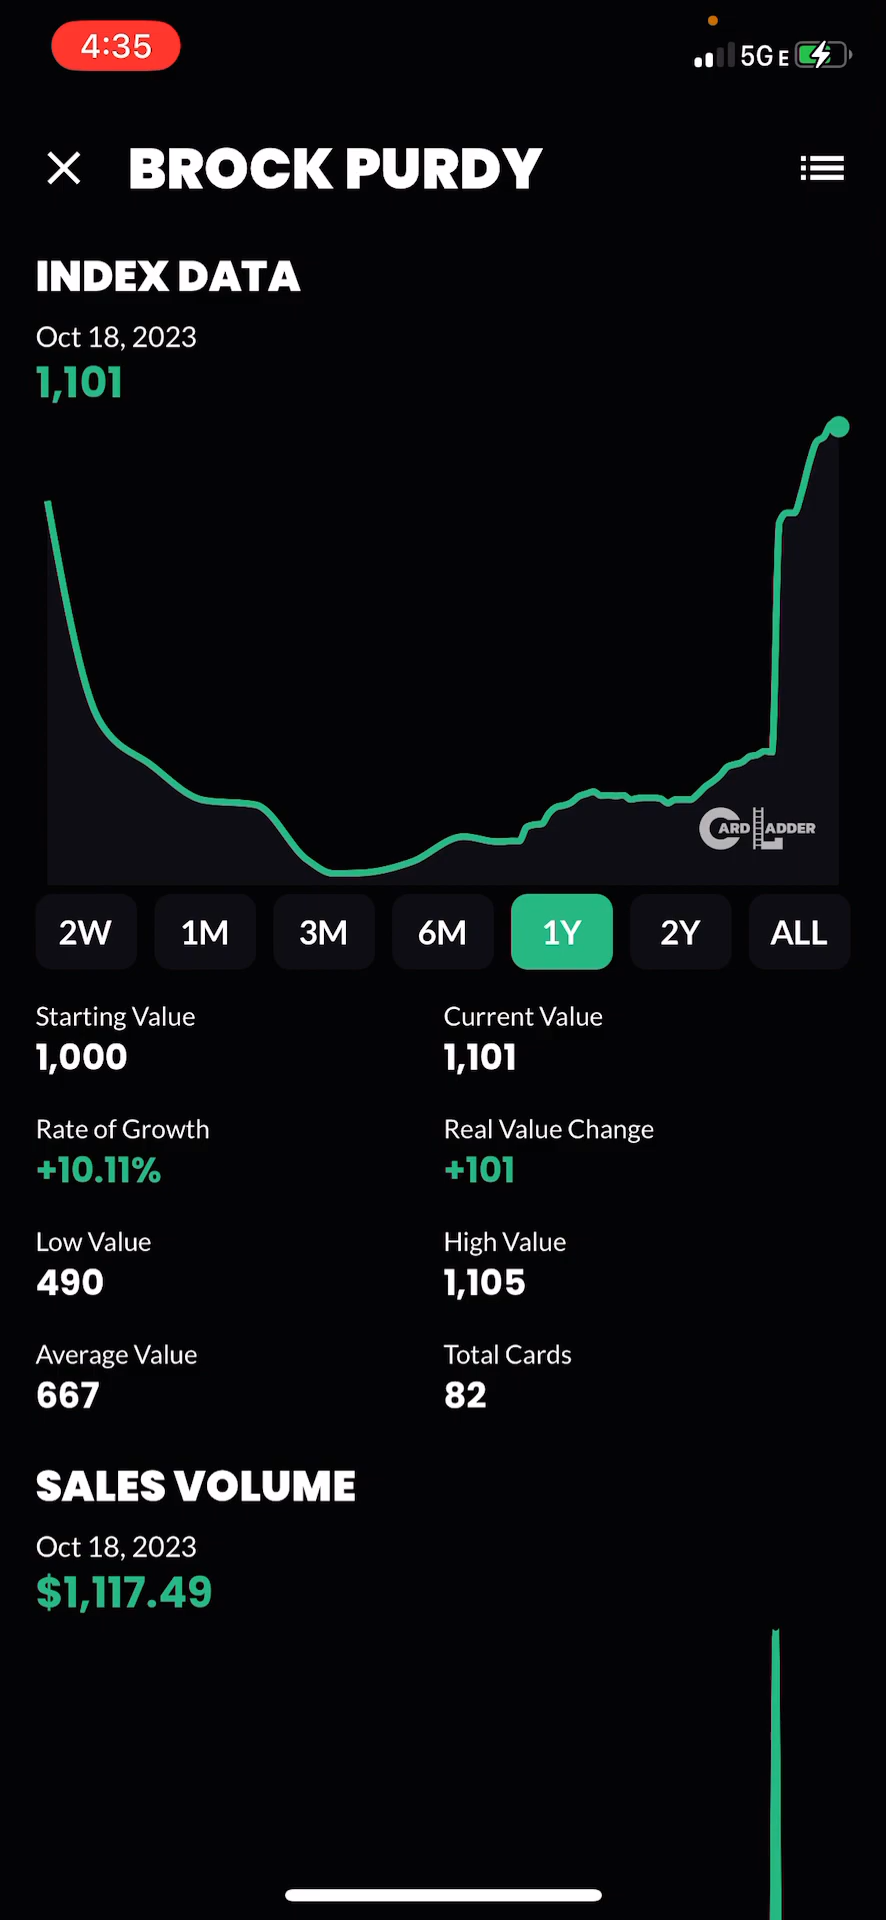 4:35
5G E
BROCK PURDY
INDEX DATA
Oct 18, 2023
1,101
CARD LADDER
2W 1M 3M 6M 1Y 2Y ALL
Starting Value Current Value
1,000 1,101
Rate of Growth Real Value Change
+10.11% +101
Low Value High Value
490 1,105
Average Value Total Cards
667 82
SALES VOLUME
Oct 18, 2023
$1,117.49